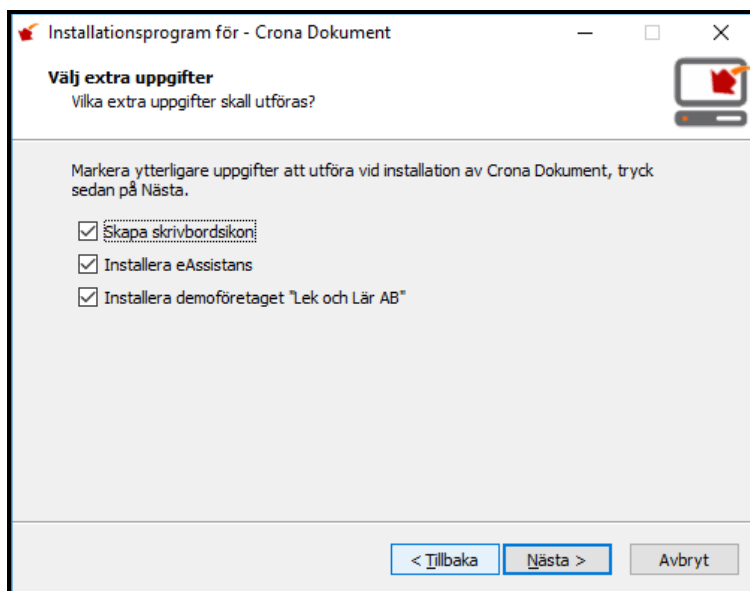 Installationsprogram för - Crona Dokument
Välj extra uppgifter
Vilka extra uppgifter skall utföras?
Markera ytterligare uppgifter att utföra vid installation av Crona Dokument, tryck
sedan på Nästa.
Skapa skrivbordsikon
Installera eAssistans
Installera demoföretaget "Lek och Lär AB"
< Tillbaka Nästa > Avbryt